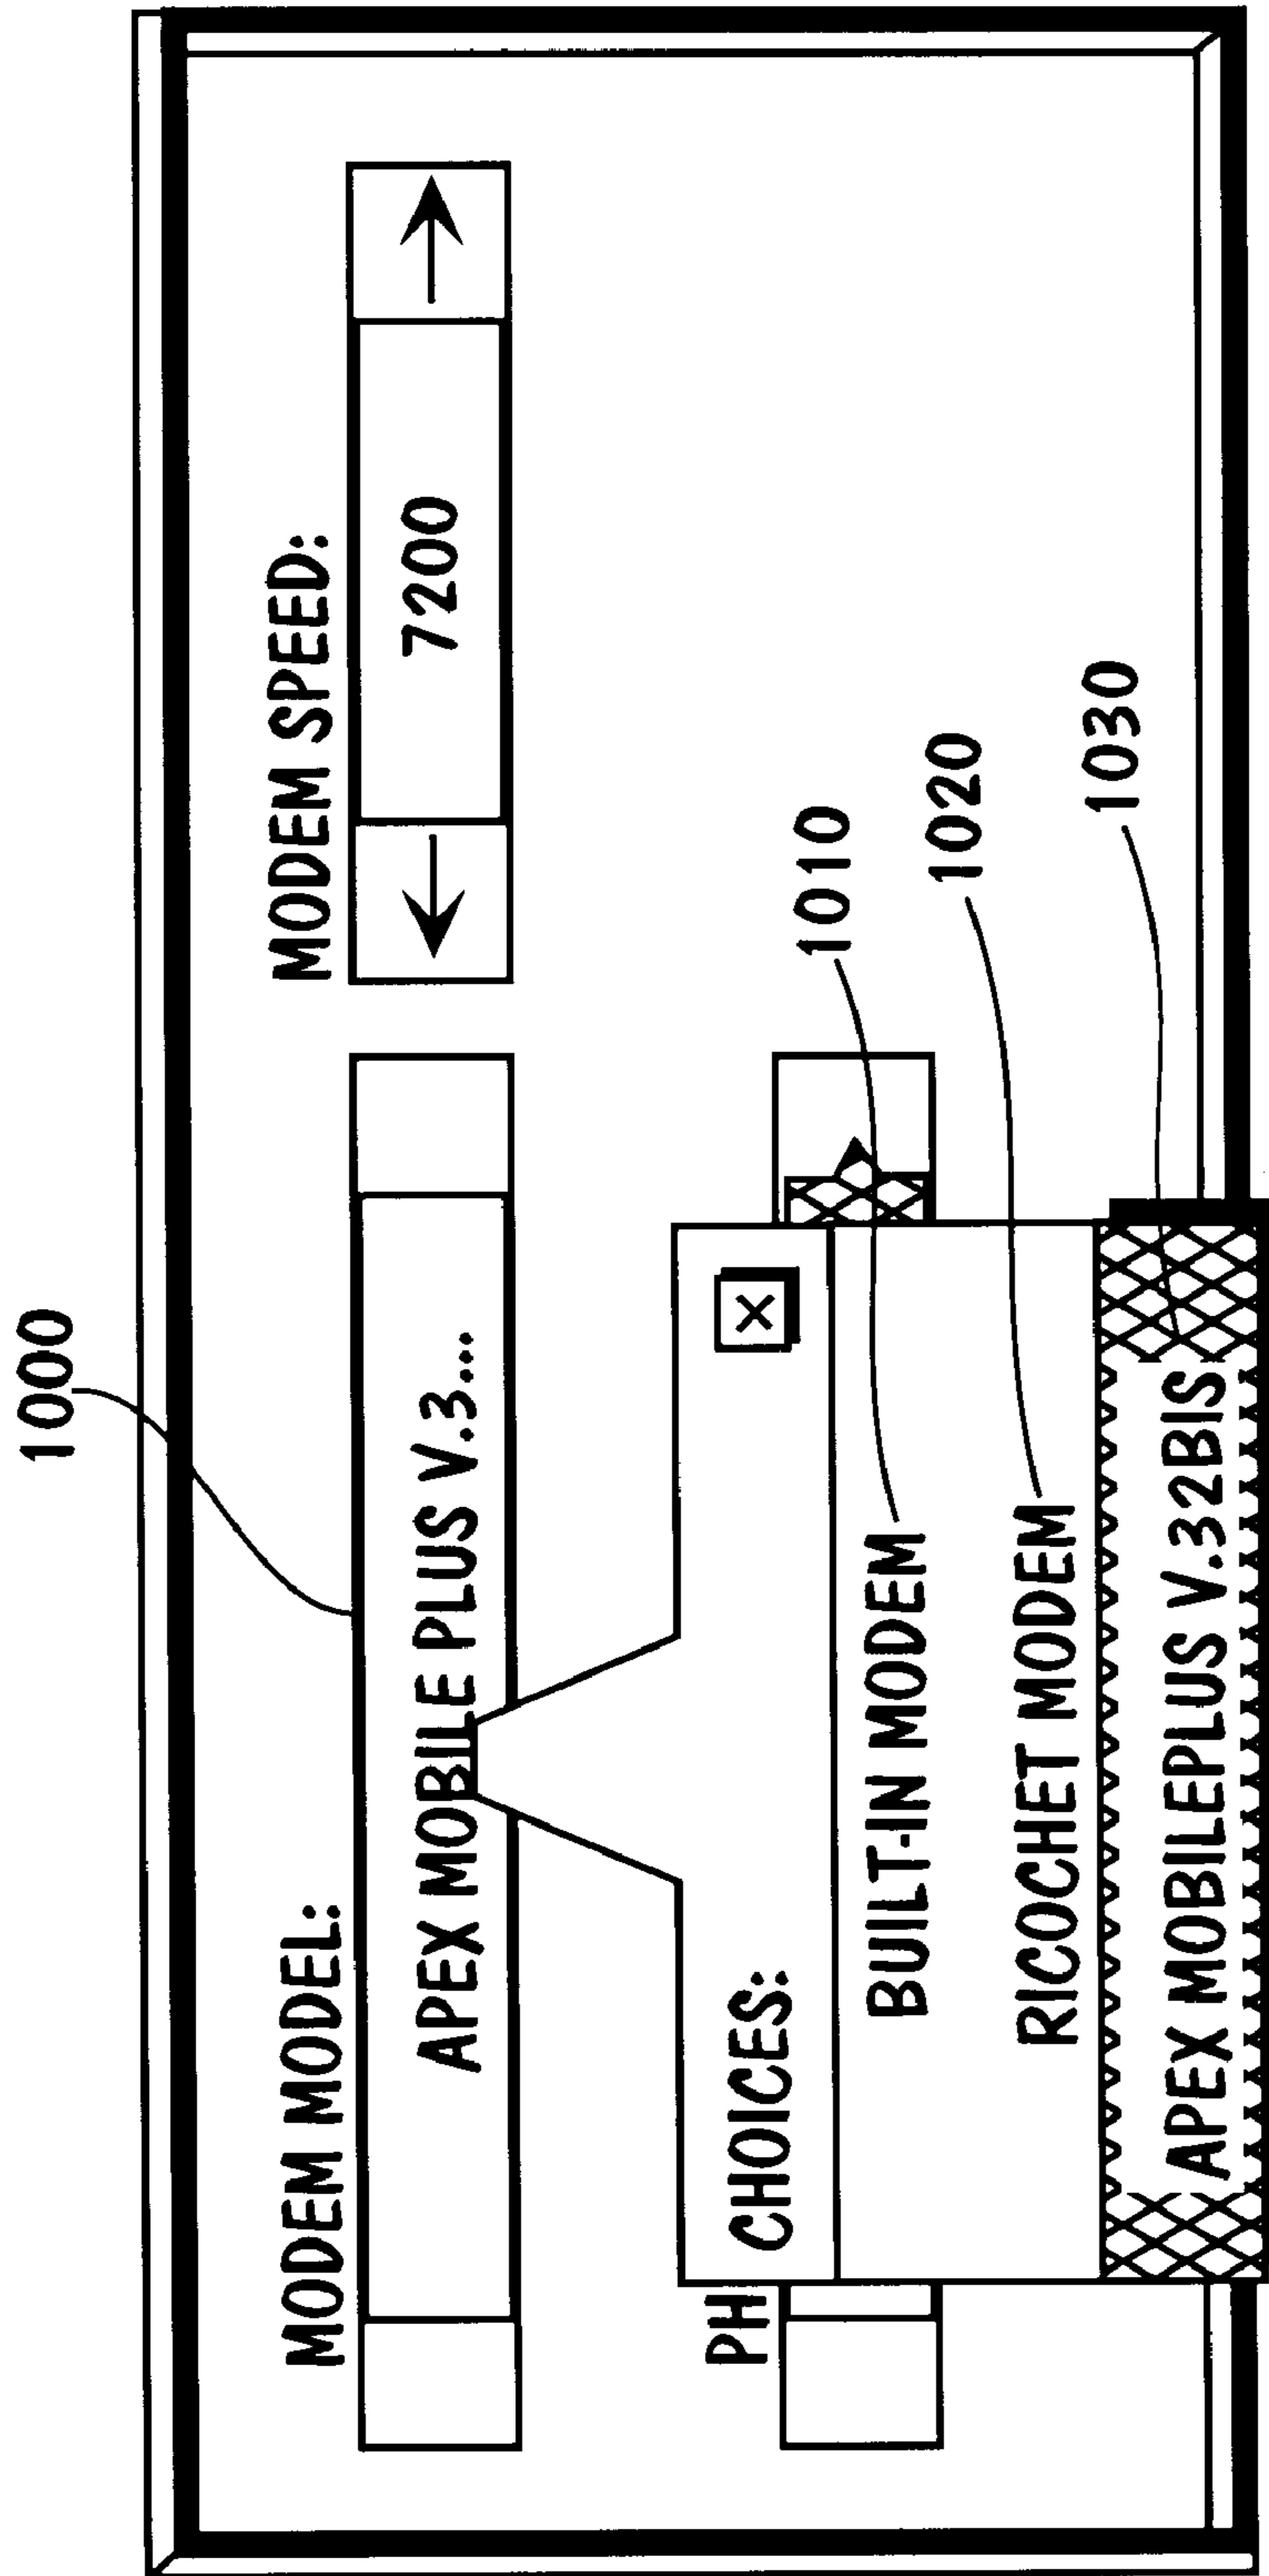 1000
MODEM MODEL:
MODEM SPEED:
APEX MOBILE PLUS V.3...
7200
PH
CHOICES:
X
1010
BUILT-IN MODEM
1020
RICOCHET MODEM
1030
APEX MOBILEPLUS V.32BIS